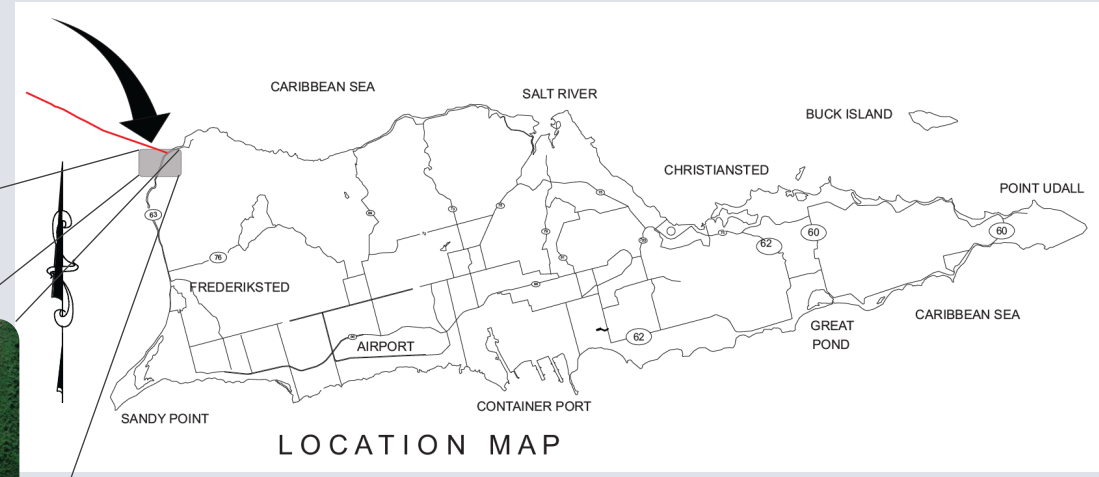 CARIBBEAN SEA
SALT RIVER
BUCK ISLAND
CHRISTIANSTED
POINT UDALL
63
60
60
62
76
FREDERIKSTED
CARIBBEAN SEA
GREAT
POND
62
AIRPORT
CONTAINER PORT
SANDY POINT
LOCATION MAP